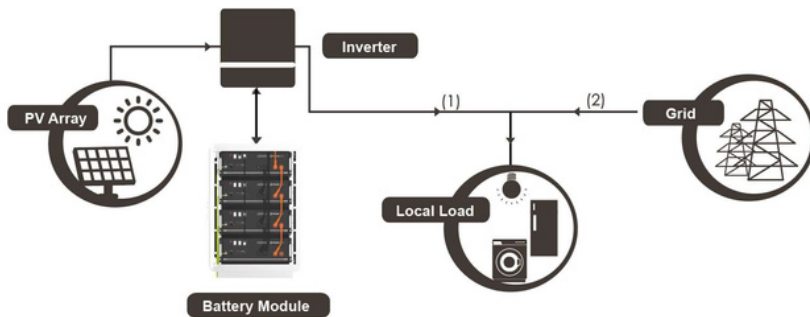 Inverter
PV Array
(1)
(2)
Grid
Local Load
Battery Module